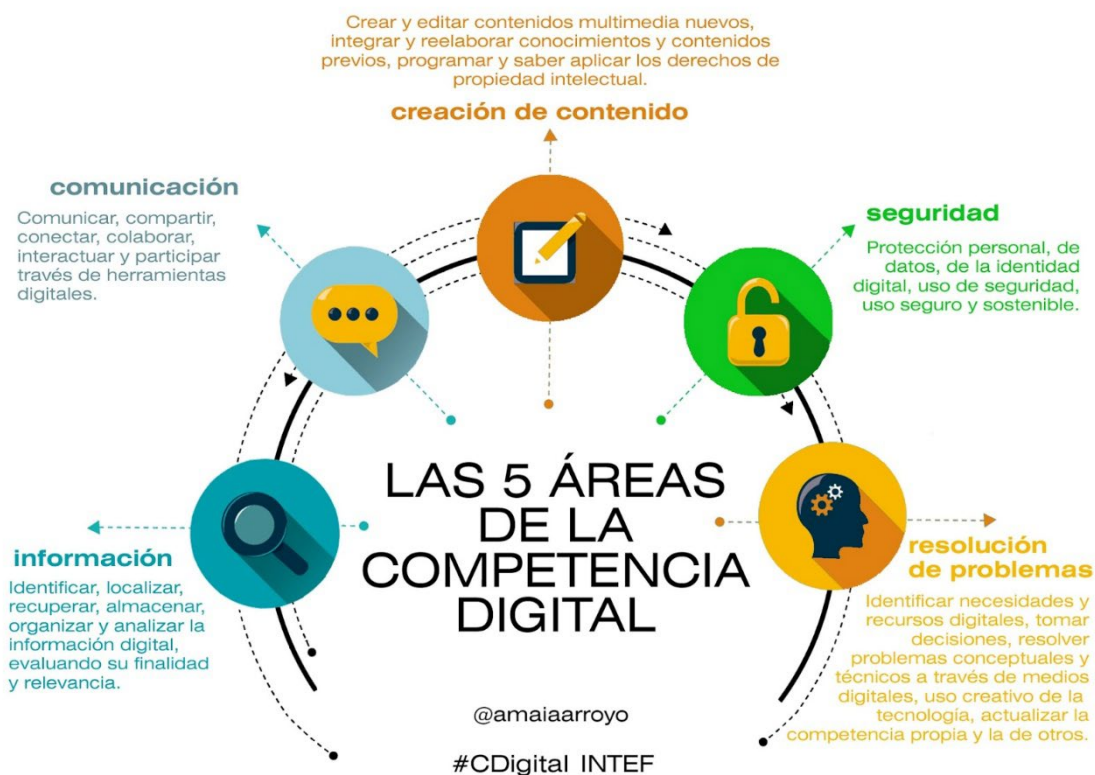 Crear y editar contenidos multimedia nuevos,
integrar y reelaborar conocimientos y contenidos
previos, programar y saber aplicar los derechos de
propiedad intelectual.
creación de contenido
comunicación
Comunicar, compartir,
conectar, colaborar,
interactuar y participar
través de herramientas
digitales.
seguridad
Protección personal, de
datos, de la identidad
digital, uso de seguridad,
uso seguro y sostenible.
información
Identificar, localizar,
recuperar, almacenar,
organizar y analizar la
información digital,
evaluando su finalidad
y relevancia.
LAS 5 ÁREAS
DE LA
COMPETENCIA
DIGITAL
resolución
de problemas
Identificar necesidades y
recursos digitales, tomar
decisiones, resolver
problemas conceptuales y
técnicos a través de medios
digitales, uso creativo de la
tecnología, actualizar la
competencia propia y la de otros.
@amaiaarroyo
#CDigital INTEF